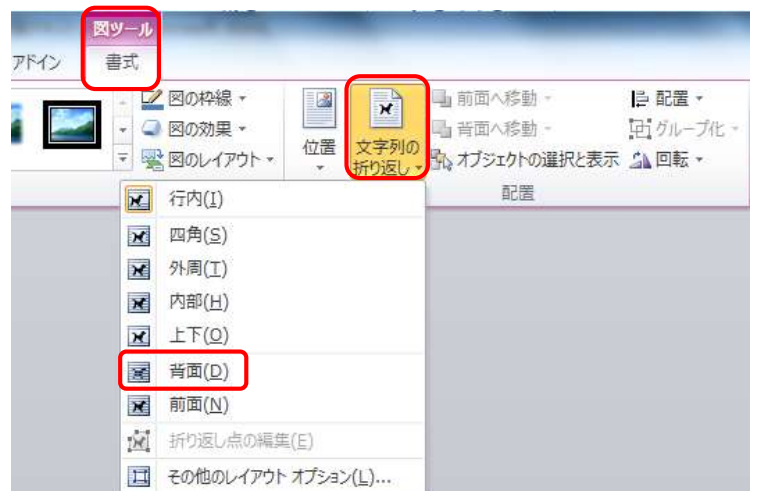 図ツール
アドイン 書式
図の枠線 前面へ移動 配置
図の効果 位置 文字列の折り返し 背面へ移動 グループ化
図のレイアウト オブジェクトの選択と表示 回転
配置
行内(I)
四角(S)
外周(T)
内部(H)
上下(O)
背面(D)
前面(N)
折り返し点の編集(E)
その他のレイアウト オプション(L)...